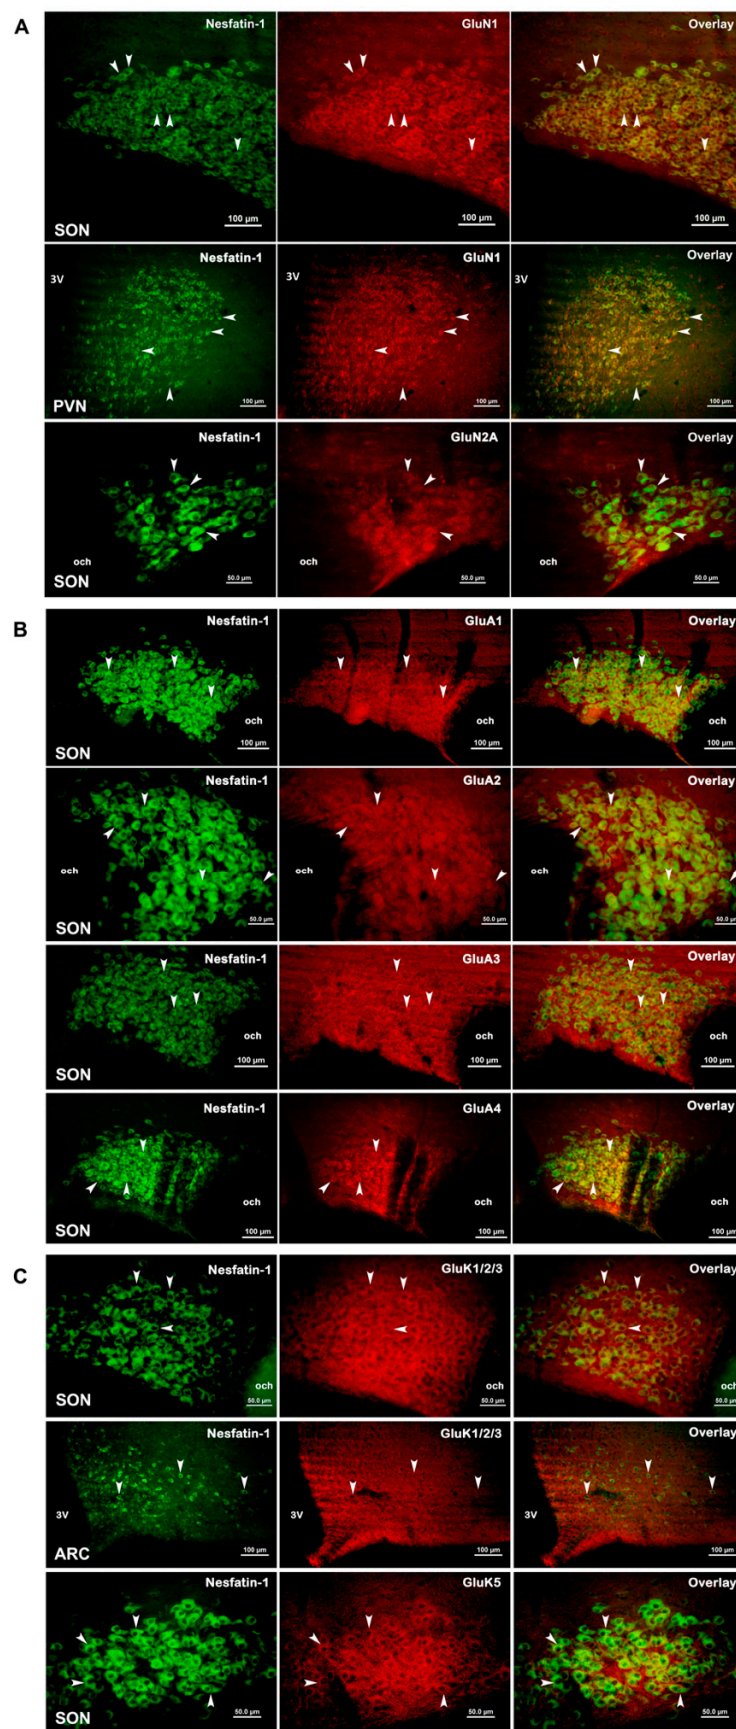 A
Nesfatin-1 GluN1 Overlay
100 µm 100 µm 100 µm
SON
Nesfatin-1 GluN1 Overlay
3V 3V 3V
PVN
100 µm 100 µm 100 µm
Nesfatin-1 GluN2A Overlay
och och och
SON
50.0 µm 50.0 µm 50.0 µm
B
Nesfatin-1 GluA1 Overlay
och och och
SON
100 µm 100 µm 100 µm
Nesfatin-1 GluA2 Overlay
och och och
50.0 µm 50.0 µm 50.0 µm
SON
Nesfatin-1 GluA3 Overlay
och och och
100 µm 100 µm 100 µm
SON
Nesfatin-1 GluA4 Overlay
och och och
100 µm 100 µm 100 µm
SON
C
Nesfatin-1 GluK1/2/3 Overlay
och och och
SON
50.0 µm 50.0 µm 50.0 µm
Nesfatin-1 GluK1/2/3 Overlay
3V 3V 3V
ARC
100 µm 100 µm 100 µm
Nesfatin-1 GluK5 Overlay
SON
50.0 µm 50.0 µm 50.0 µm